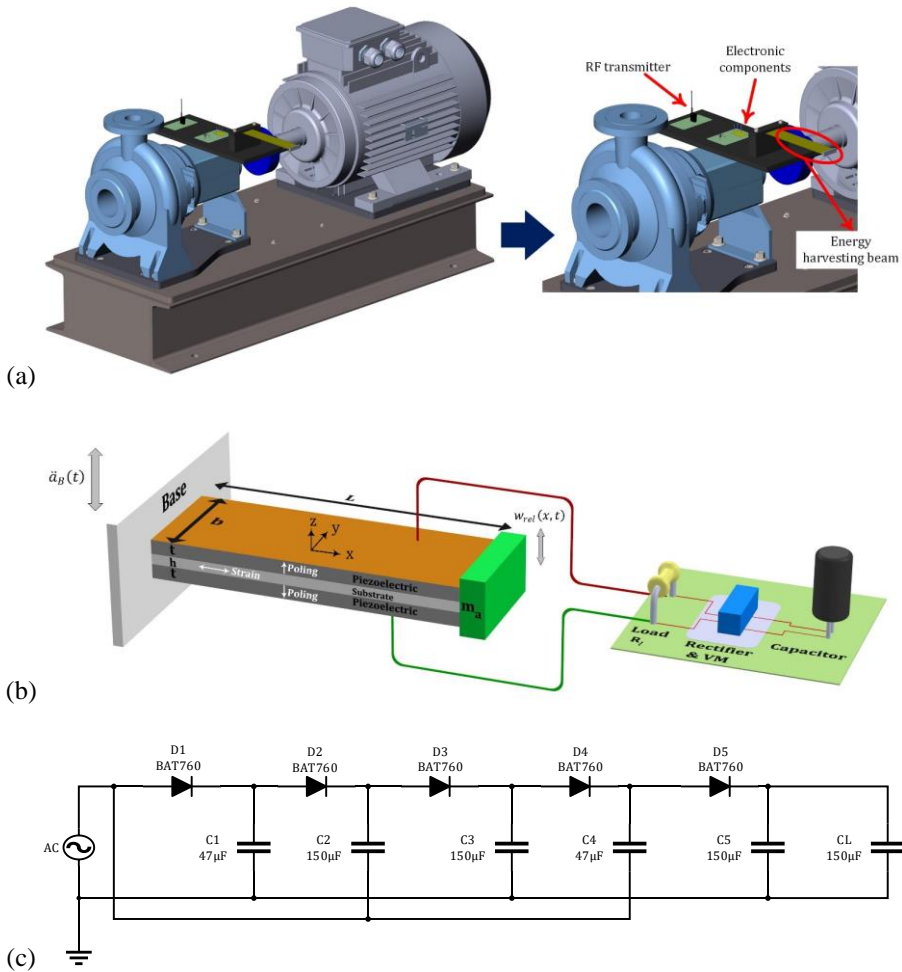 RF transmitter
Electronic
components
Energy
harvesting beam
(a)
ä_B(t)
Base
L
b
z
y
x
w_rel(x, t)
t
h
t
Strain
Poling
Poling
Piezoelectric
Substrate
Piezoelectric
m_a
Load
R_l
Rectifier
& VM
Capacitor
(b)
D1
BAT760
D2
BAT760
D3
BAT760
D4
BAT760
D5
BAT760
AC
C1
47µF
C2
150µF
C3
150µF
C4
47µF
C5
150µF
CL
150µF
(c)